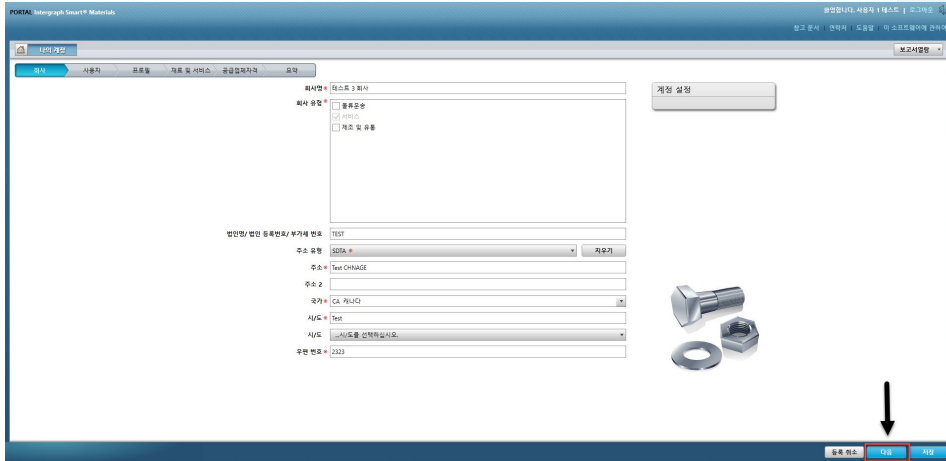 PORTAL Intergraph Smart® Materials
환영합니다, 사용자 1 테스트 | 로그아웃
참고 문서 | 연락처 | 도움말 | 이 소프트웨어에 관하여
나의 계정
보고서열람
회사
사용자
프로필
재료 및 서비스
공급업체자격
요약
회사명* 테스트 3 회사
계정 설정
회사 유형*
물류운송
서비스
제조 및 유통
법인명/ 법인 등록번호/ 부가세 번호 TEST
주소 유형 SDTA * 지우기
주소* Test CHNAGE
주소 2
국가* CA 캐나다
시/도* Test
시/도 ...시/도를 선택하십시오.
우편 번호* 2323
등록 취소
다음
저장